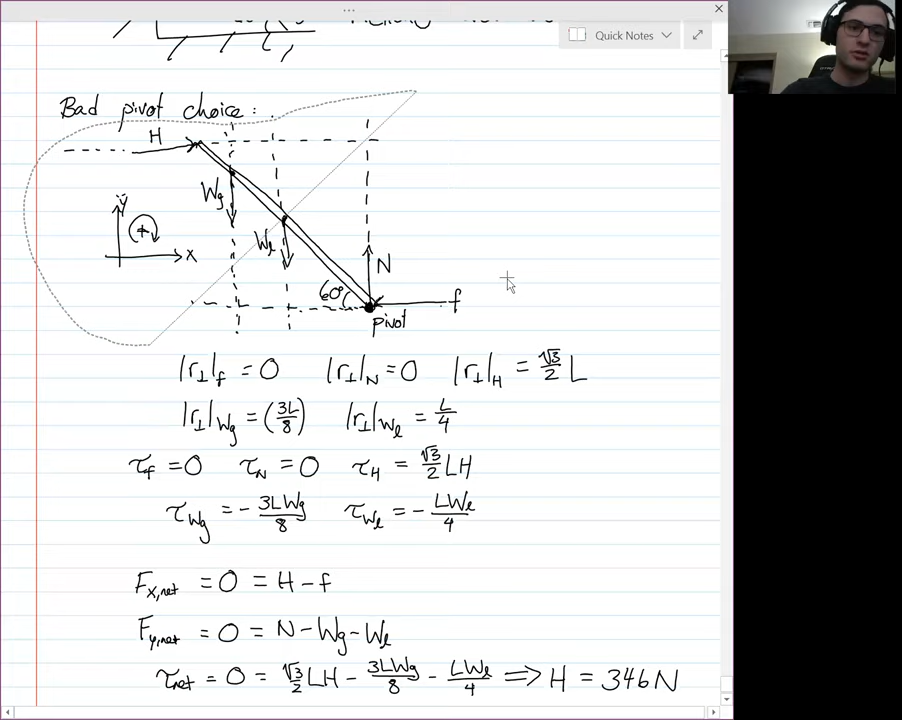 Quick Notes
Bad pivot choice:
H
Wg
Wℓ
y
+
x
60°
N
f
pivot
|r⊥|f = 0 |r⊥|N = 0 |r⊥|H = √3/2 L
|r⊥|Wg = (3L/8) |r⊥|Wℓ = L/4
τf = 0 τN = 0 τH = √3/2 LH
τWg = - 3LWg/8 τWℓ = - LWℓ/4
Fx,net = 0 = H - f
Fy,net = 0 = N - Wg - Wℓ
τnet = 0 = √3/2 LH - 3LWg/8 - LWℓ/4 ⟹ H = 346N